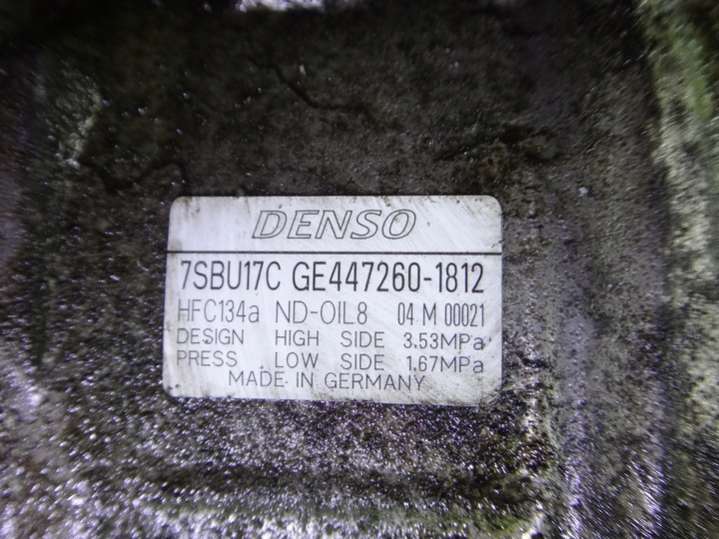 DENSO
7SBU17C GE447260-1812
HFC134a ND-OIL8 04 M 00021
DESIGN HIGH SIDE 3.53MPa
PRESS LOW SIDE 1.67MPa
MADE IN GERMANY